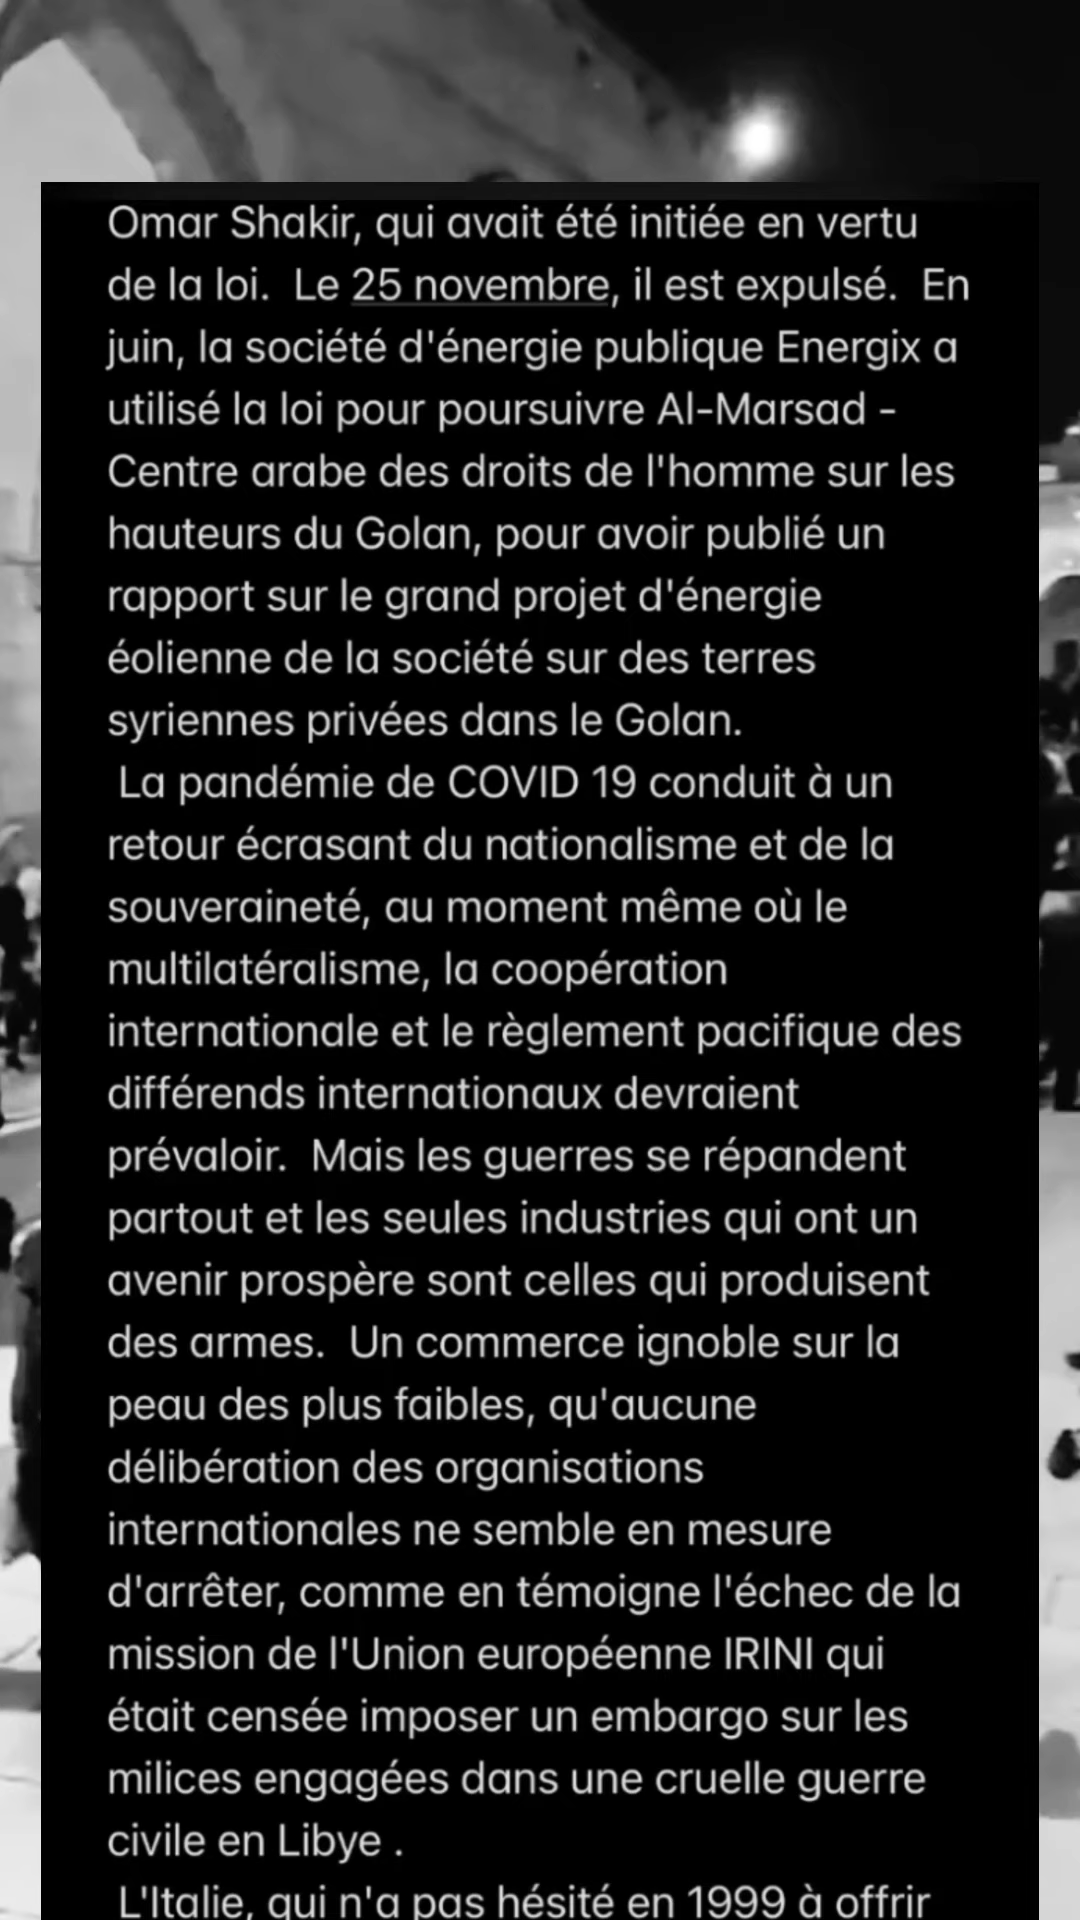 Omar Shakir, qui avait été initiée en vertu
de la loi.  Le 25 novembre, il est expulsé.  En
juin, la société d'énergie publique Energix a
utilisé la loi pour poursuivre Al-Marsad -
Centre arabe des droits de l'homme sur les
hauteurs du Golan, pour avoir publié un
rapport sur le grand projet d'énergie
éolienne de la société sur des terres
syriennes privées dans le Golan.
La pandémie de COVID 19 conduit à un
retour écrasant du nationalisme et de la
souveraineté, au moment même où le
multilatéralisme, la coopération
internationale et le règlement pacifique des
différends internationaux devraient
prévaloir.  Mais les guerres se répandent
partout et les seules industries qui ont un
avenir prospère sont celles qui produisent
des armes.  Un commerce ignoble sur la
peau des plus faibles, qu'aucune
délibération des organisations
internationales ne semble en mesure
d'arrêter, comme en témoigne l'échec de la
mission de l'Union européenne IRINI qui
était censée imposer un embargo sur les
milices engagées dans une cruelle guerre
civile en Libye .
L'Italie, qui n'a pas hésité en 1999 à offrir